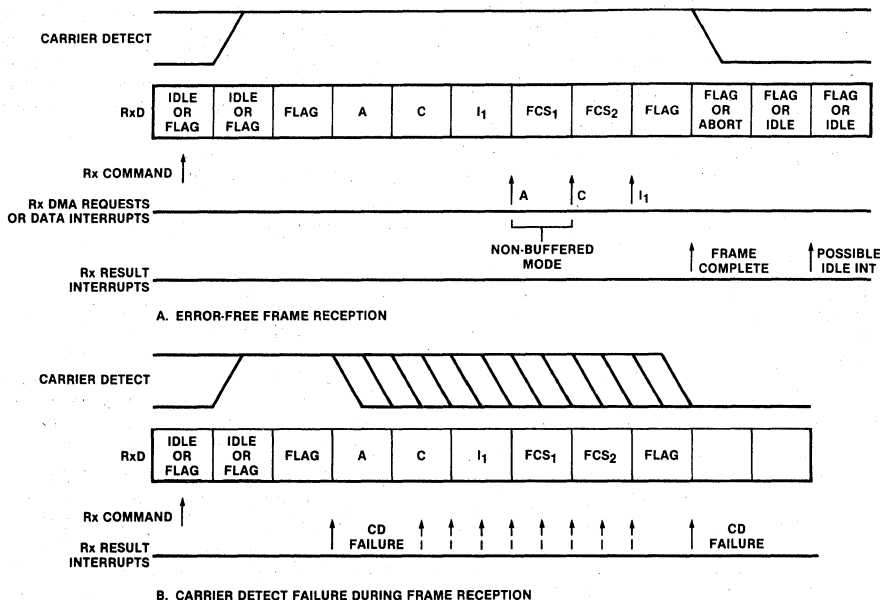 CARRIER DETECT
RxD
IDLE OR FLAG
IDLE OR FLAG
FLAG
A
C
I1
FCS1
FCS2
FLAG
FLAG OR ABORT
FLAG OR IDLE
FLAG OR IDLE
Rx COMMAND
Rx DMA REQUESTS
OR DATA INTERRUPTS
A
C
I1
NON-BUFFERED
MODE
Rx RESULT
INTERRUPTS
FRAME
COMPLETE
POSSIBLE
IDLE INT
A. ERROR-FREE FRAME RECEPTION
CARRIER DETECT
RxD
IDLE OR FLAG
IDLE OR FLAG
FLAG
A
C
I1
FCS1
FCS2
FLAG
Rx COMMAND
Rx RESULT
INTERRUPTS
CD
FAILURE
CD
FAILURE
B. CARRIER DETECT FAILURE DURING FRAME RECEPTION